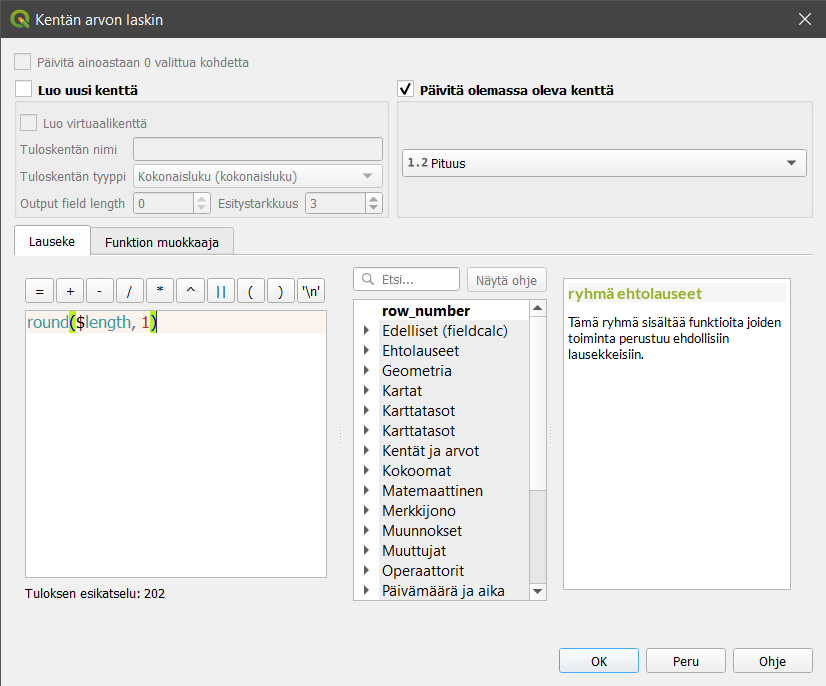 Kentän arvon laskin
Päivitä ainoastaan 0 valittua kohdetta
Luo uusi kenttä
Päivitä olemassa oleva kenttä
Luo virtuaalikenttä
Tuloskentän nimi
Tuloskentän tyyppi Kokonaisluku (kokonaisluku)
Output field length 0 Esitystarkkuus 3
1.2 Pituus
Lauseke
Funktion muokkaaja
= + - / * ^ || ( ) '\n'
round($length, 1)
Tuloksen esikatselu: 202
Etsi...
Näytä ohje
row_number
Edelliset (fieldcalc)
Ehtolauseet
Geometria
Kartat
Karttatasot
Karttatasot
Kentät ja arvot
Kokoomat
Matemaattinen
Merkkijono
Muunnokset
Muuttujat
Operaattorit
Päivämäärä ja aika
ryhmä ehtolauseet
Tämä ryhmä sisältää funktioita joiden
toiminta perustuu ehdollisiin
lausekkeisiin.
OK
Peru
Ohje